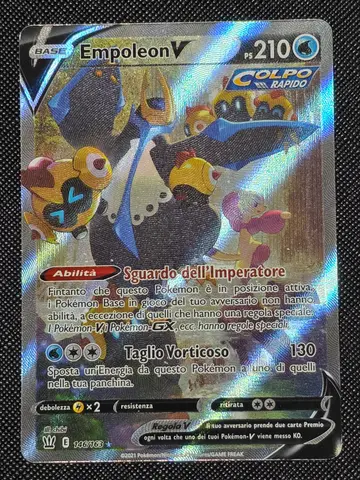 BASE
Empoleon V
PS 210
COLPO
RAPIDO
Abilità Sguardo dell'Imperatore
Fintanto che questo Pokémon è in posizione attiva,
i Pokémon Base in gioco del tuo avversario non hanno
abilità, a eccezione di quelli che hanno una regola speciale.
I Pokémon-V, i Pokémon-GX, ecc. hanno regole speciali.
Taglio Vorticoso 130
Sposta un'Energia da questo Pokémon a uno di quelli
nella tua panchina.
debolezza ×2 resistenza ritirata
Regola V Il tuo avversario prende due carte Premio
ogni volta che uno dei tuoi Pokémon-V viene messo KO.
Ill. chibi
E 146/163
©2021 Pokémon/Nintendo/Creatures/GAME FREAK